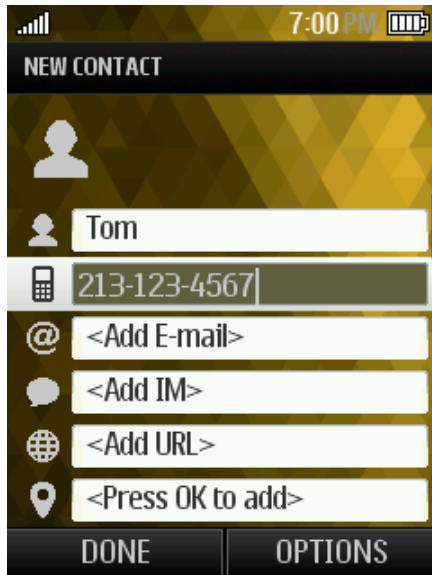 7:00 PM
NEW CONTACT
Tom
213-123-4567
@
<Add E-mail>
<Add IM>
<Add URL>
<Press OK to add>
DONE OPTIONS